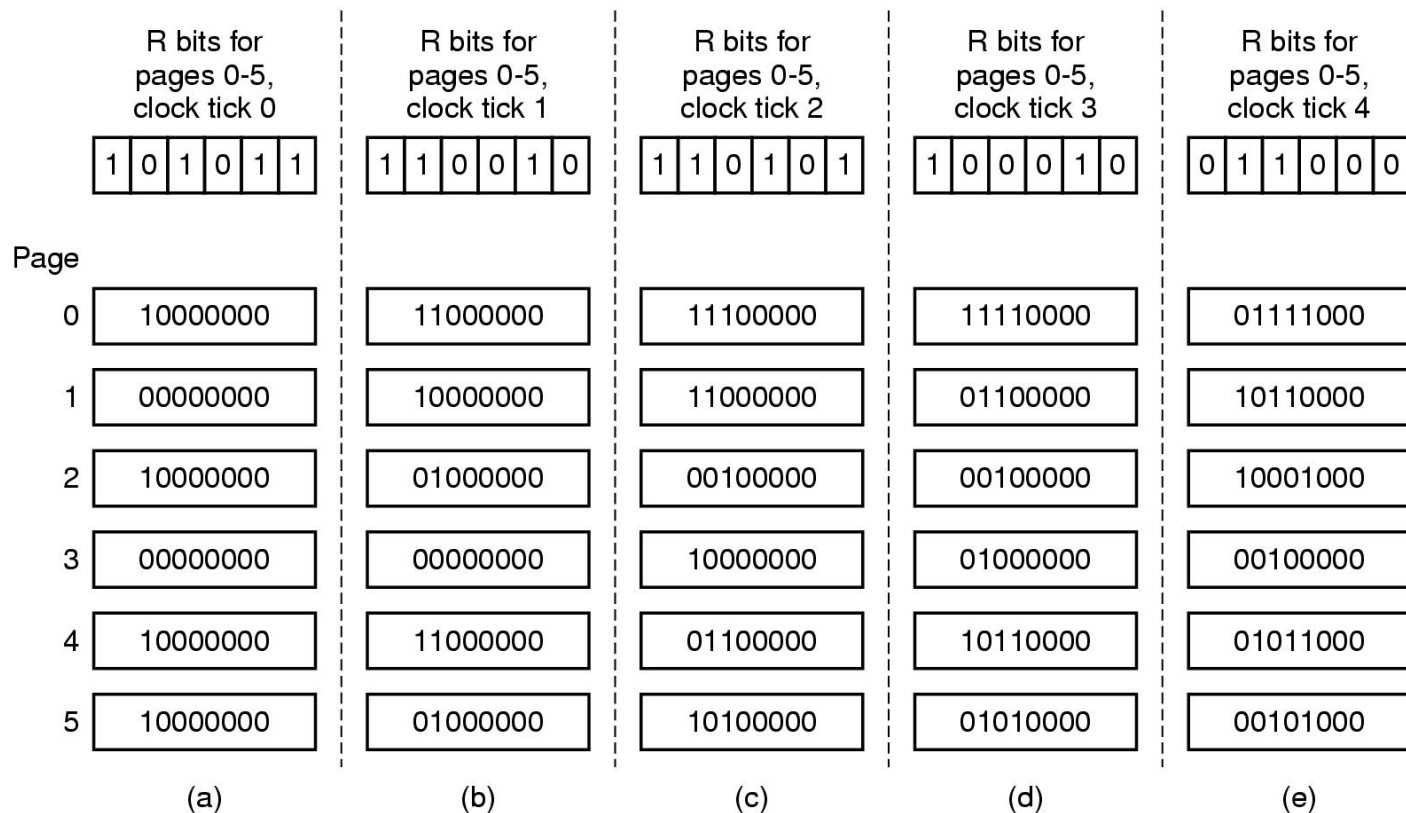 R bits for
pages 0-5,
clock tick 0
R bits for
pages 0-5,
clock tick 1
R bits for
pages 0-5,
clock tick 2
R bits for
pages 0-5,
clock tick 3
R bits for
pages 0-5,
clock tick 4
1 0 1 0 1 1
1 1 0 0 1 0
1 1 0 1 0 1
1 0 0 0 1 0
0 1 1 0 0 0
Page
0 10000000 11000000 11100000 11110000 01111000
1 00000000 10000000 11000000 01100000 10110000
2 10000000 01000000 00100000 00100000 10001000
3 00000000 00000000 10000000 01000000 00100000
4 10000000 11000000 01100000 10110000 01011000
5 10000000 01000000 10100000 01010000 00101000
(a) (b) (c) (d) (e)